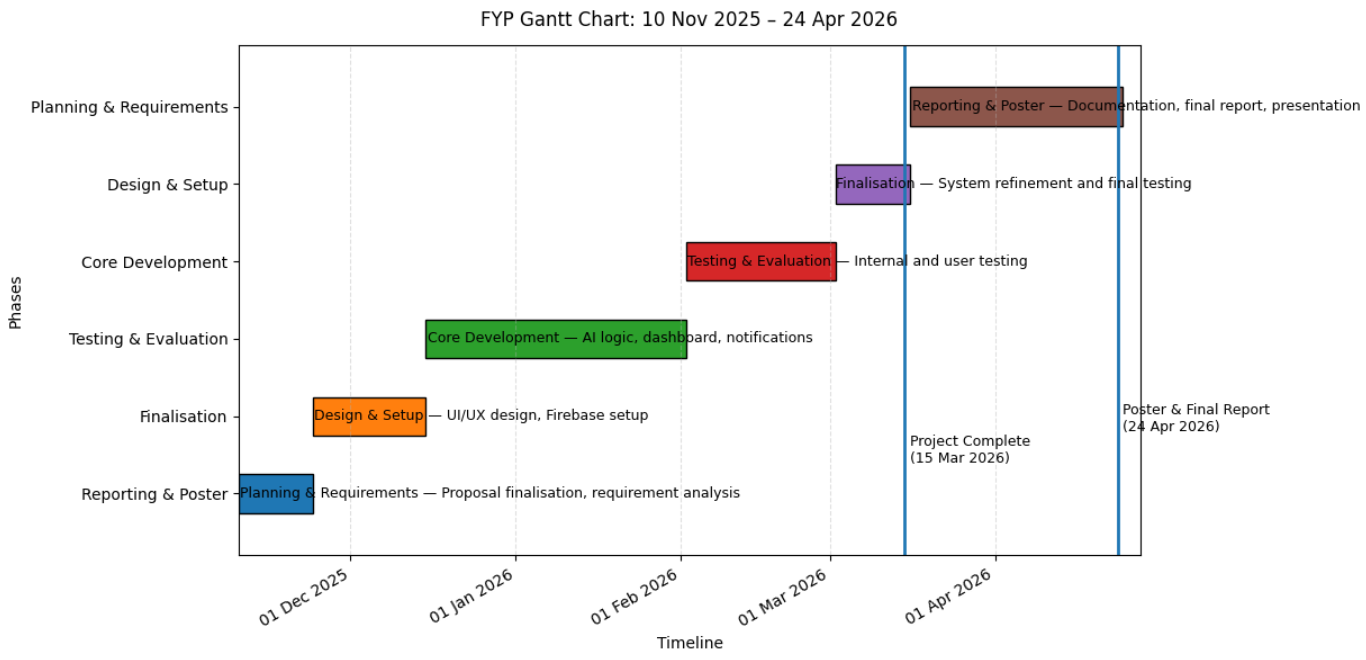 FYP Gantt Chart: 10 Nov 2025 – 24 Apr 2026
Phases
Planning & Requirements
Reporting & Poster — Documentation, final report, presentation
Design & Setup
Finalisation — System refinement and final testing
Core Development
Testing & Evaluation — Internal and user testing
Testing & Evaluation
Core Development — AI logic, dashboard, notifications
Finalisation
Design & Setup — UI/UX design, Firebase setup
Poster & Final Report
(24 Apr 2026)
Project Complete
(15 Mar 2026)
Reporting & Poster
Planning & Requirements — Proposal finalisation, requirement analysis
01 Dec 2025
01 Jan 2026
01 Feb 2026
01 Mar 2026
01 Apr 2026
Timeline